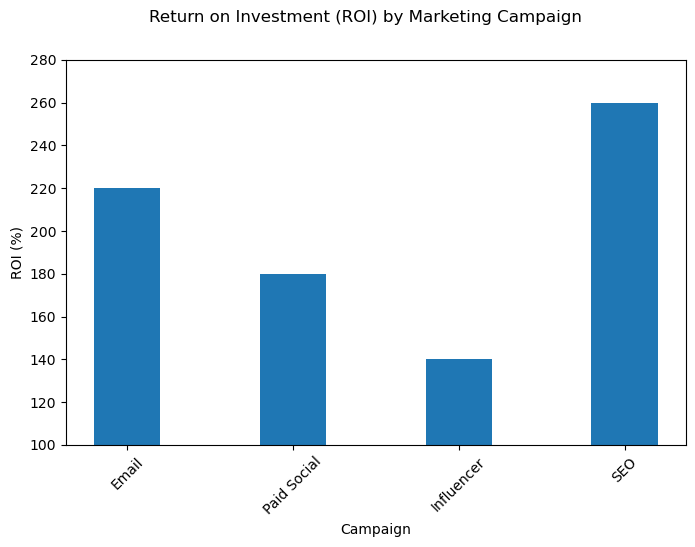 Return on Investment (ROI) by Marketing Campaign
280
260
240
220
200
180
160
140
120
100
ROI (%)
Email
Paid Social
Influencer
SEO
Campaign